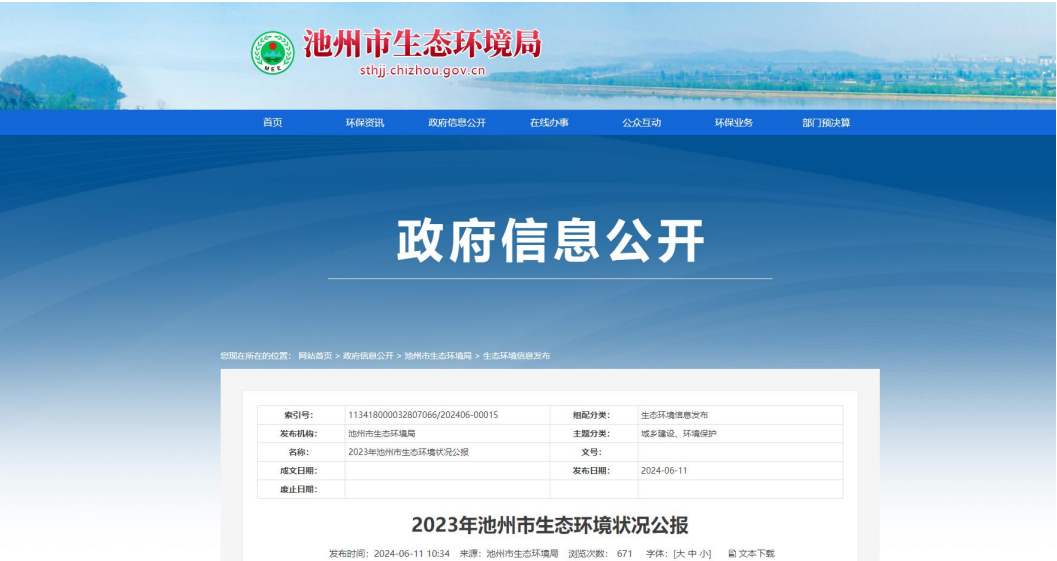 池州市生态环境局
sthjj.chizhou.gov.cn
MEE
首页 环保资讯 政府信息公开 在线办事 公众互动 环保业务 部门预决算
政府信息公开
您现在所在的位置： 网站首页 > 政府信息公开 > 池州市生态环境局 > 生态环境信息发布
索引号： 113418000032807066/202406-00015 组配分类： 生态环境信息发布
发布机构： 池州市生态环境局 主题分类： 城乡建设、环境保护
名称： 2023年池州市生态环境状况公报 文号：
成文日期： 发布日期： 2024-06-11
废止日期：
2023年池州市生态环境状况公报
发布时间：2024-06-11 10:34 来源：池州市生态环境局 浏览次数： 671 字体：[大 中 小] 文本下载